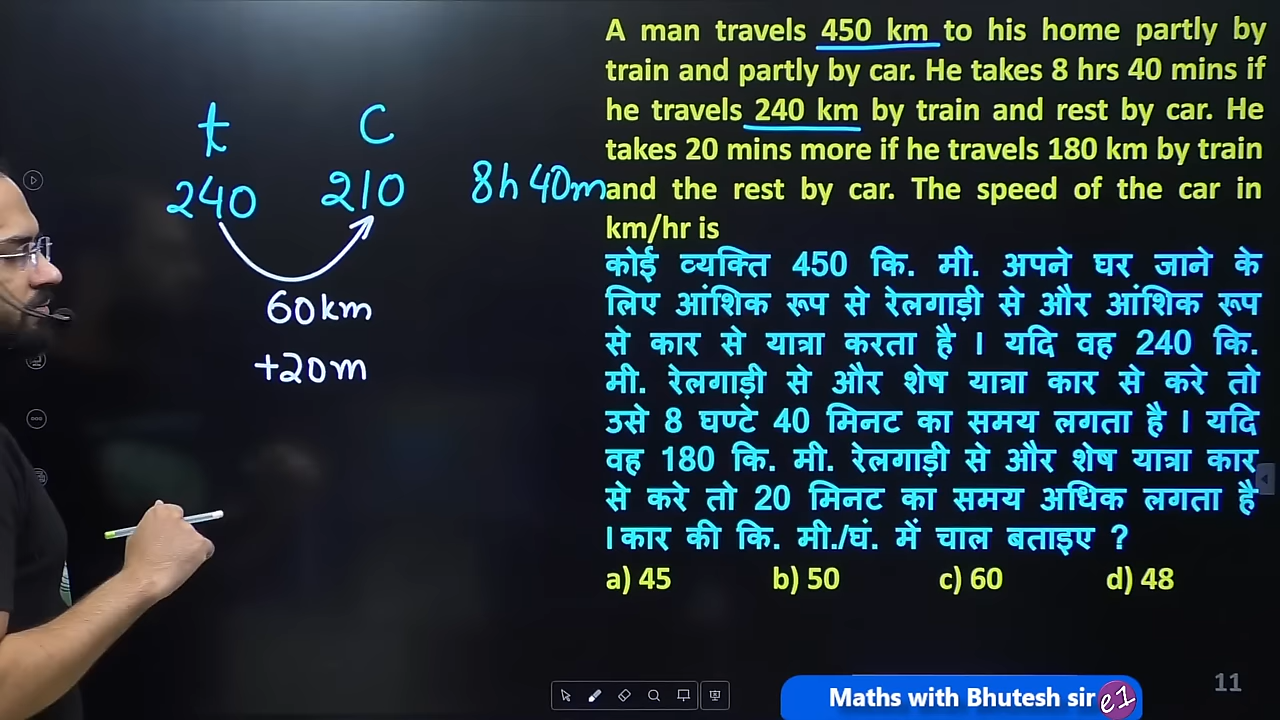 A man travels 450 km to his home partly by
train and partly by car. He takes 8 hrs 40 mins if
he travels 240 km by train and rest by car. He
takes 20 mins more if he travels 180 km by train
and the rest by car. The speed of the car in
km/hr is
कोई व्यक्ति 450 कि. मी. अपने घर जाने के
लिए आंशिक रूप से रेलगाड़ी से और आंशिक रूप
से कार से यात्रा करता है । यदि वह 240 कि.
मी. रेलगाड़ी से और शेष यात्रा कार से करे तो
उसे 8 घण्टे 40 मिनट का समय लगता है । यदि
वह 180 कि. मी. रेलगाड़ी से और शेष यात्रा कार
से करे तो 20 मिनट का समय अधिक लगता है
। कार की कि. मी./घं. में चाल बताइए ?
a) 45 b) 50 c) 60 d) 48
t C
240 210 8h 40m
60km
+20m
11
Maths with Bhutesh sir e1